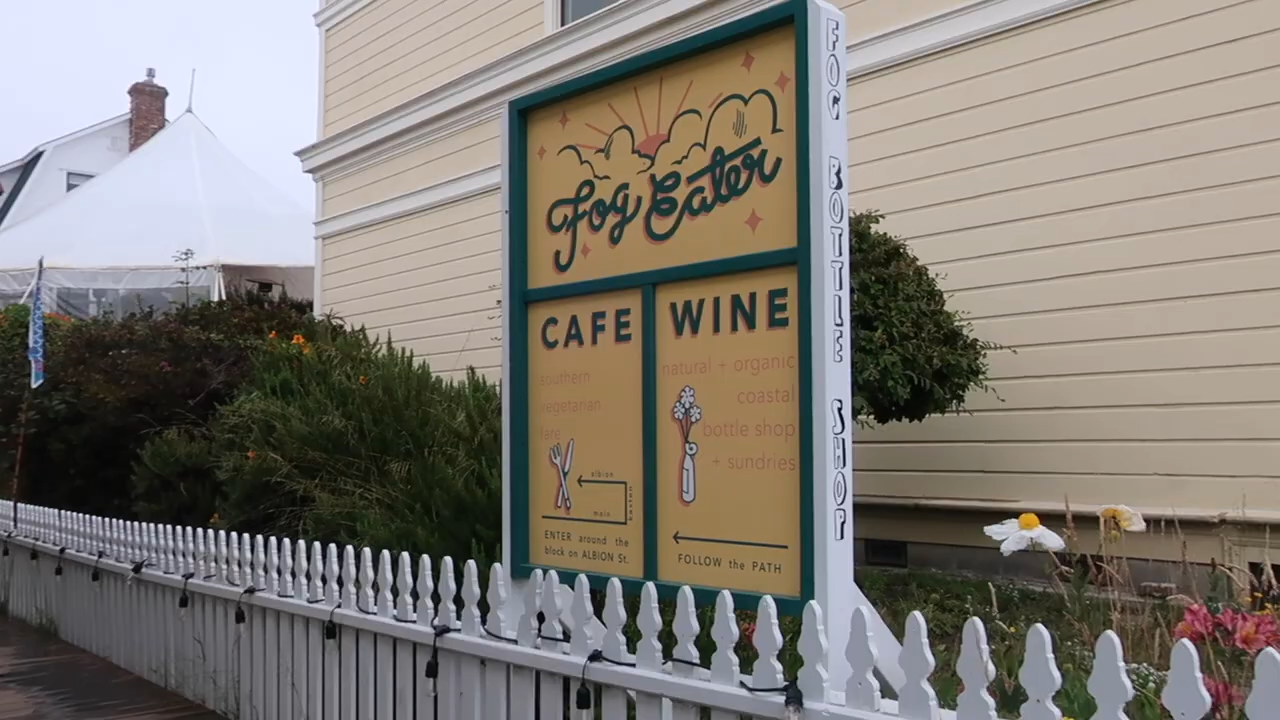 Fog Eater
CAFE
southern
vegetarian
fare
albion
kasten
main
ENTER around the
block on ALBION St.
WINE
natural + organic
coastal
bottle shop
+ sundries
FOLLOW the PATH
FOG BOTTLE SHOP